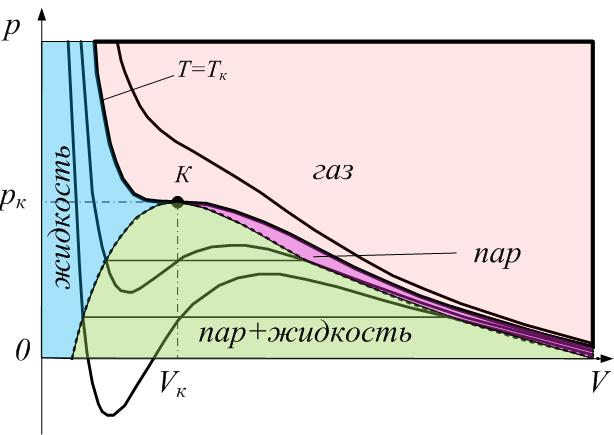 p
T=Tк
K
газ
pк
жидкость
пар
пар+жидкость
0
Vк
V